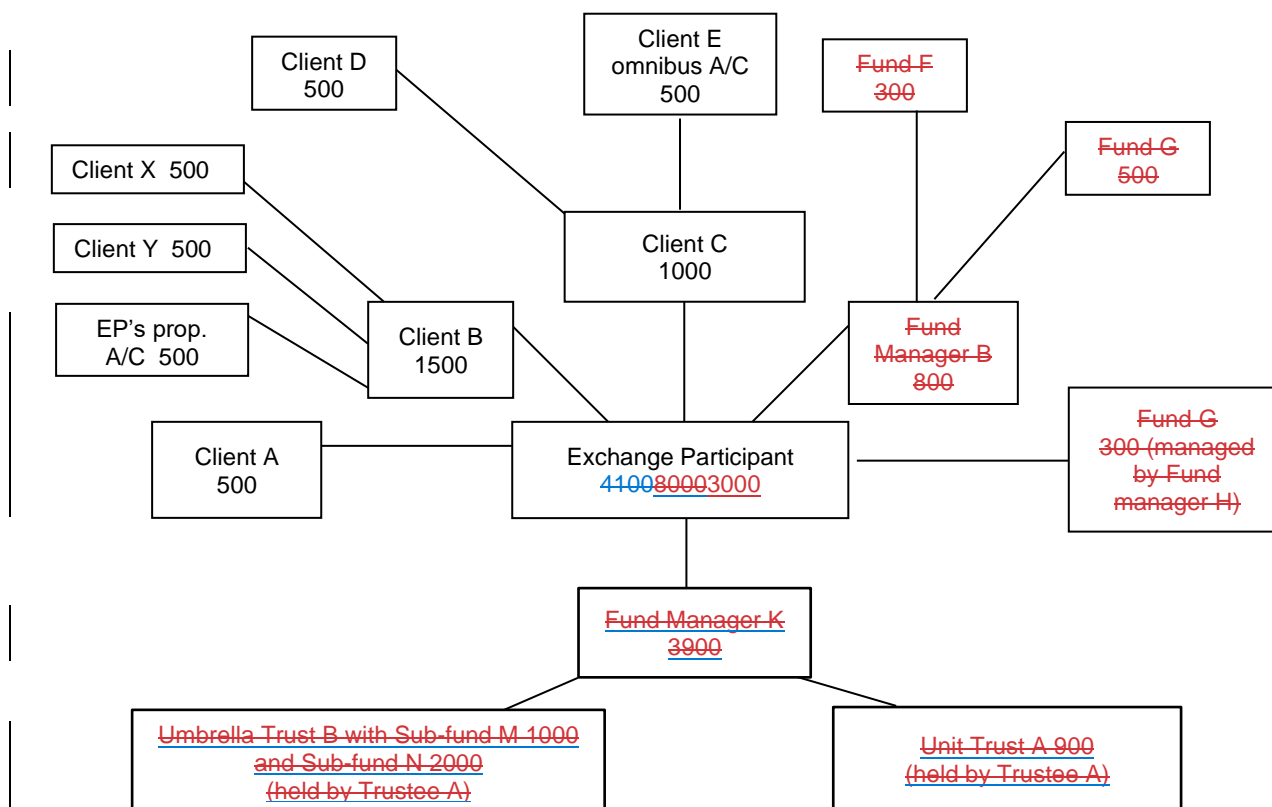 Client D
500
Client E
omnibus A/C
500
Fund F
300
Fund G
500
Client X 500
Client Y 500
EP's prop.
A/C 500
Client B
1500
Client C
1000
Fund
Manager B
800
Client A
500
Exchange Participant
410080003000
Fund G
300 (managed
by Fund
manager H)
Fund Manager K
3900
Umbrella Trust B with Sub-fund M 1000
and Sub-fund N 2000
(held by Trustee A)
Unit Trust A 900
(held by Trustee A)